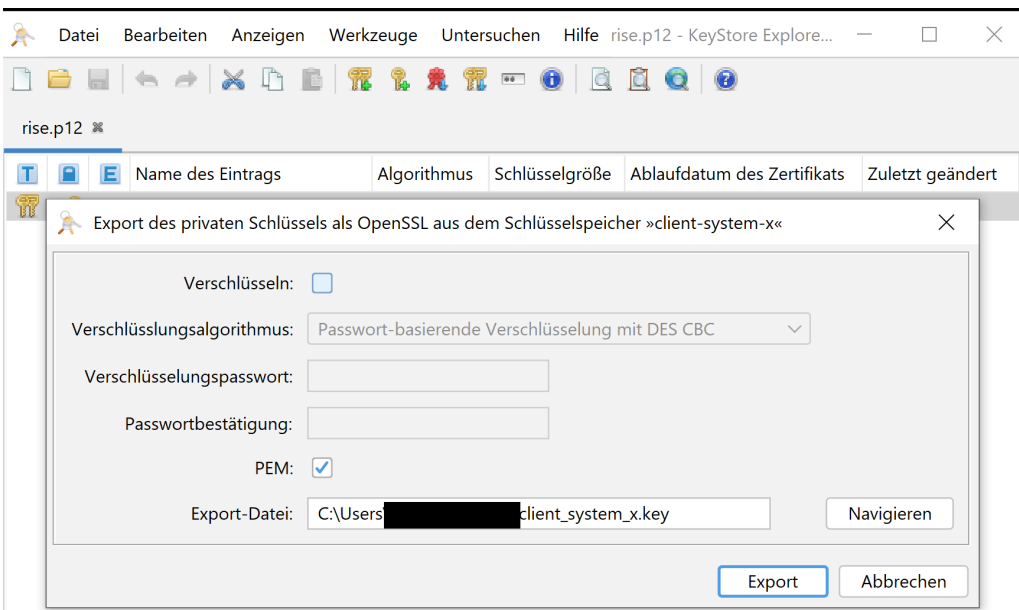 Datei Bearbeiten Anzeigen Werkzeuge Untersuchen Hilfe rise.p12 - KeyStore Explore...
rise.p12
T E Name des Eintrags Algorithmus Schlüsselgröße Ablaufdatum des Zertifikats Zuletzt geändert
Export des privaten Schlüssels als OpenSSL aus dem Schlüsselspeicher »client-system-x«
Verschlüsseln:
Verschlüsslungsalgorithmus: Passwort-basierende Verschlüsselung mit DES CBC
Verschlüsselungspasswort:
Passwortbestätigung:
PEM:
Export-Datei: C:\Users\ client_system_x.key Navigieren
Export Abbrechen